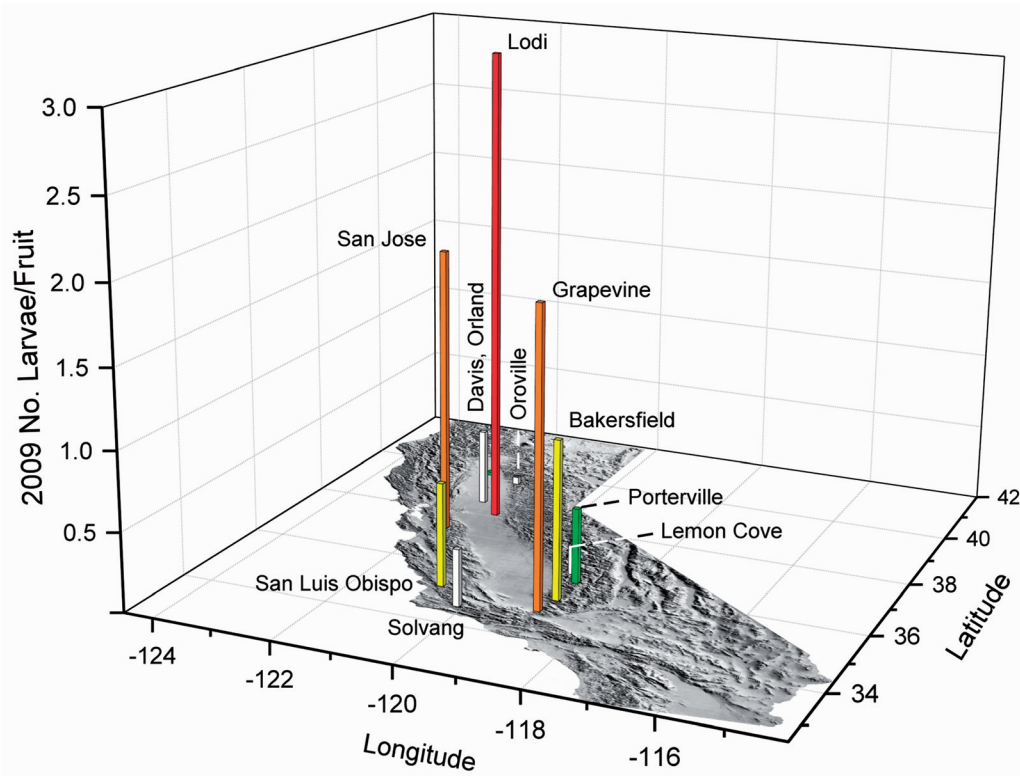 Lodi
3.0
2.5
San Jose
2.0
Grapevine
Davis, Orland
Oroville
1.5
Bakersfield
1.0
2009 No. Larvae/Fruit
Porterville
42
Lemon Cove
0.5
40
San Luis Obispo
38
Solvang
36
Latitude
34
-124
-122
-120
-118
-116
Longitude